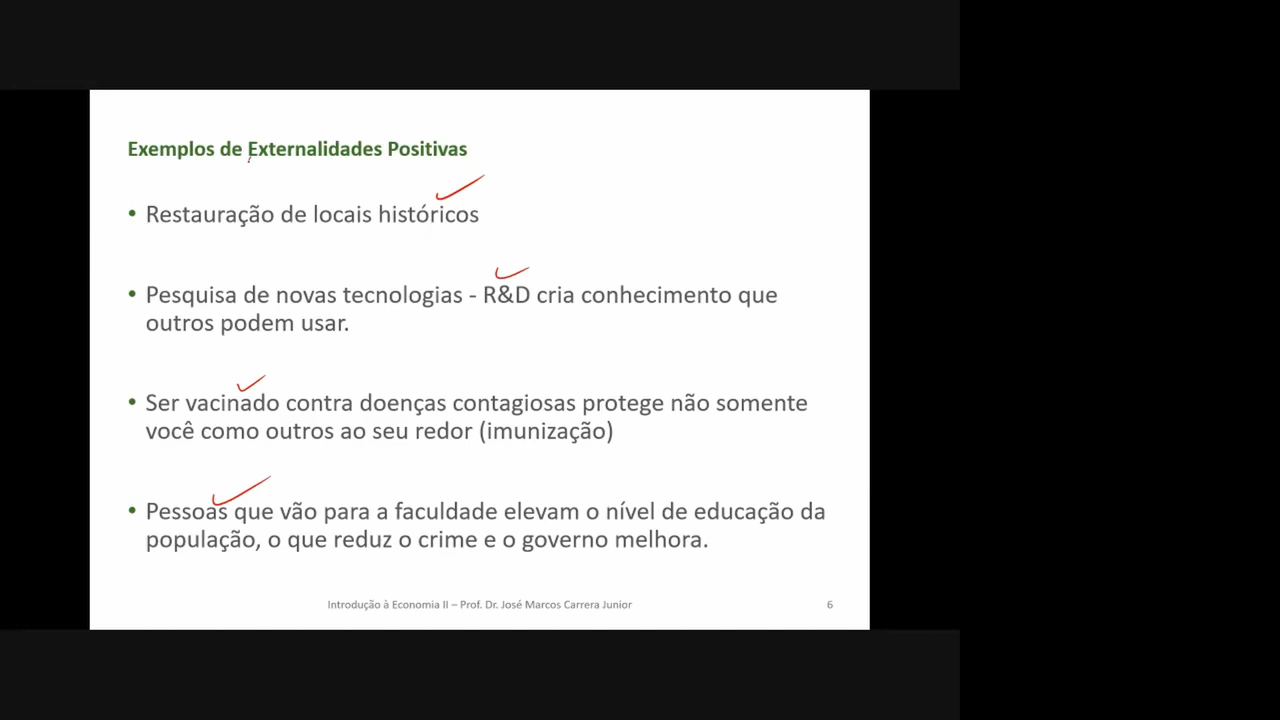 Exemplos de Externalidades Positivas
• Restauração de locais históricos
• Pesquisa de novas tecnologias - R&D cria conhecimento que
outros podem usar.
• Ser vacinado contra doenças contagiosas protege não somente
você como outros ao seu redor (imunização)
• Pessoas que vão para a faculdade elevam o nível de educação da
população, o que reduz o crime e o governo melhora.
Introdução à Economia II – Prof. Dr. José Marcos Carrera Junior
6